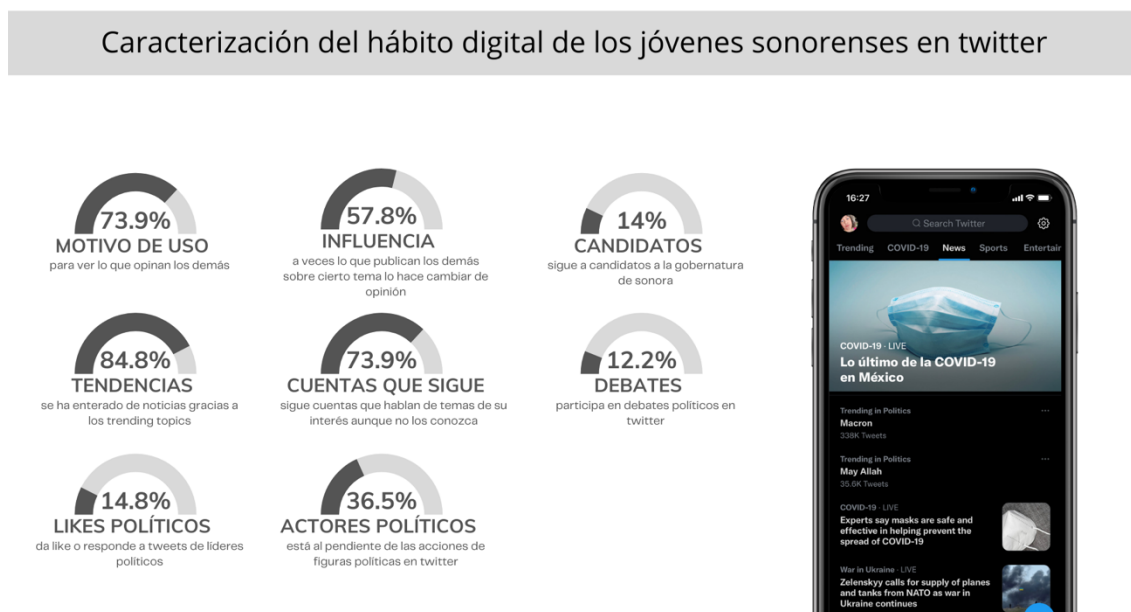 Caracterización del hábito digital de los jóvenes sonorenses en twitter
73.9%
MOTIVO DE USO
para ver lo que opinan los demás
57.8%
INFLUENCIA
a veces lo que publican los demás
sobre cierto tema lo hace cambiar de
opinión
14%
CANDIDATOS
sigue a candidatos a la gobernatura
de sonora
84.8%
TENDENCIAS
se ha enterado de noticias gracias a
los trending topics
73.9%
CUENTAS QUE SIGUE
sigue cuentas que hablan de temas de su
interés aunque no los conozca
12.2%
DEBATES
participa en debates políticos en
twitter
14.8%
LIKES POLÍTICOS
da like o responde a tweets de líderes
políticos
36.5%
ACTORES POLÍTICOS
está al pendiente de las acciones de
figuras políticas en twitter
16:27
Search Twitter
Trending COVID-19 News Sports Entertain
COVID-19 · LIVE
Lo último de la COVID-19
en México
Trending in Politics
Macron
338K Tweets
Trending in Politics
May Allah
35.6K Tweets
COVID-19 · LIVE
Experts say masks are safe and
effective in helping prevent the
spread of COVID-19
War in Ukraine · LIVE
Zelenskyy calls for supply of planes
and tanks from NATO as war in
Ukraine continues